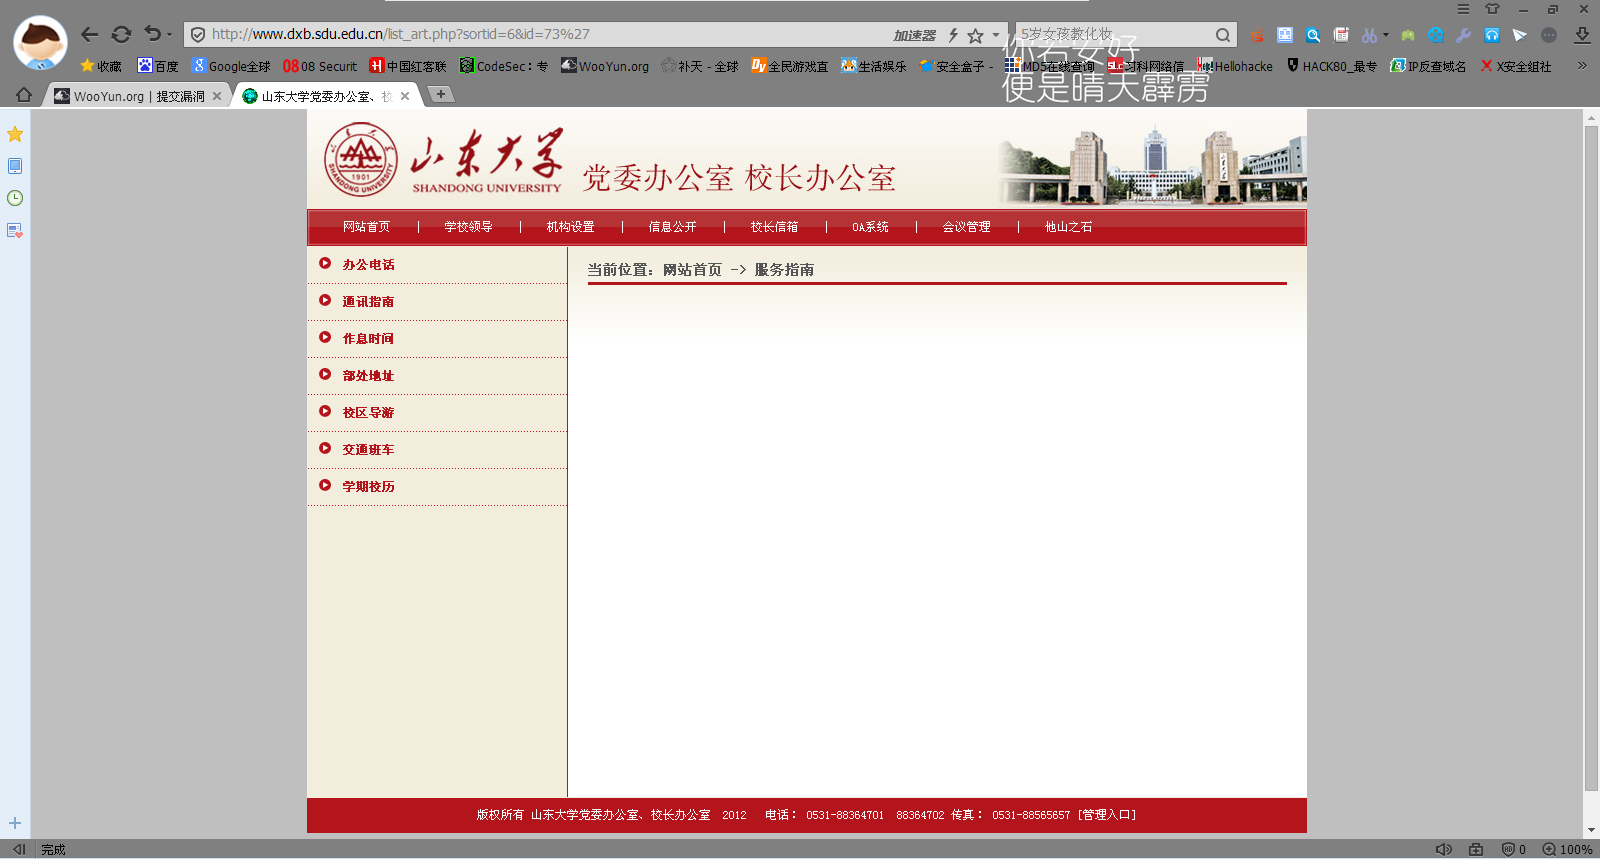 http://www.dxb.sdu.edu.cn/list_art.php?sortid=6&id=73%27
加速器
5岁女孩教化妆
你若安好
便是晴天霹雳
收藏
百度
Google全球
08 Securit
中国红客联
CodeSec：专
WooYun.org
补天 - 全球
全民游戏直
生活娱乐
安全盒子 -
MD5在线查询
习科网络信
Hellohacke
HACK80_最专
IP反查域名
X安全组社
WooYun.org | 提交漏洞
山东大学党委办公室、校
山东大学
SHANDONG UNIVERSITY
1901
SHANDONG UNIVERSITY
党委办公室 校长办公室
网站首页 | 学校领导 | 机构设置 | 信息公开 | 校长信箱 | OA系统 | 会议管理 | 他山之石
办公电话
通讯指南
作息时间
部处地址
校区导游
交通班车
学期校历
当前位置：网站首页 -> 服务指南
版权所有 山东大学党委办公室、校长办公室 2012 电话： 0531-88364701 88364702 传真： 0531-88565657 [管理入口]
完成
0
100%